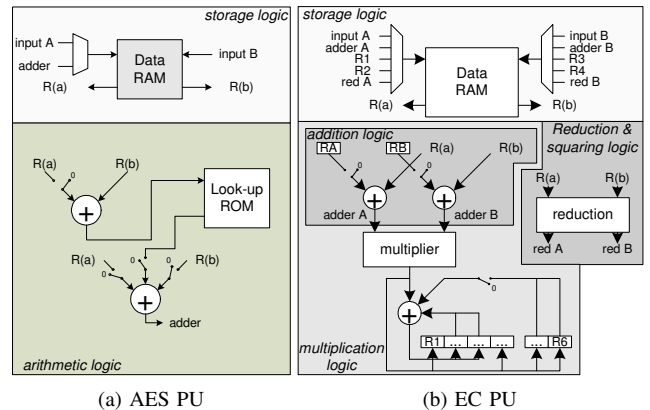 storage logic
input A
adder
Data
RAM
input B
R(a)
R(b)
R(a)
R(b)
0
+
Look-up
ROM
R(a)
R(b)
0
0
0
+
adder
arithmetic logic
(a) AES PU
storage logic
input A
adder A
R1
R2
red A
Data
RAM
input B
adder B
R3
R4
red B
R(a)
R(b)
addition logic
RA
RB
R(a)
R(b)
0
0
+
+
adder A
adder B
Reduction &
squaring logic
R(a)
R(b)
reduction
red A
red B
multiplier
0
+
R1
...
...
...
...
R6
multiplication
logic
(b) EC PU